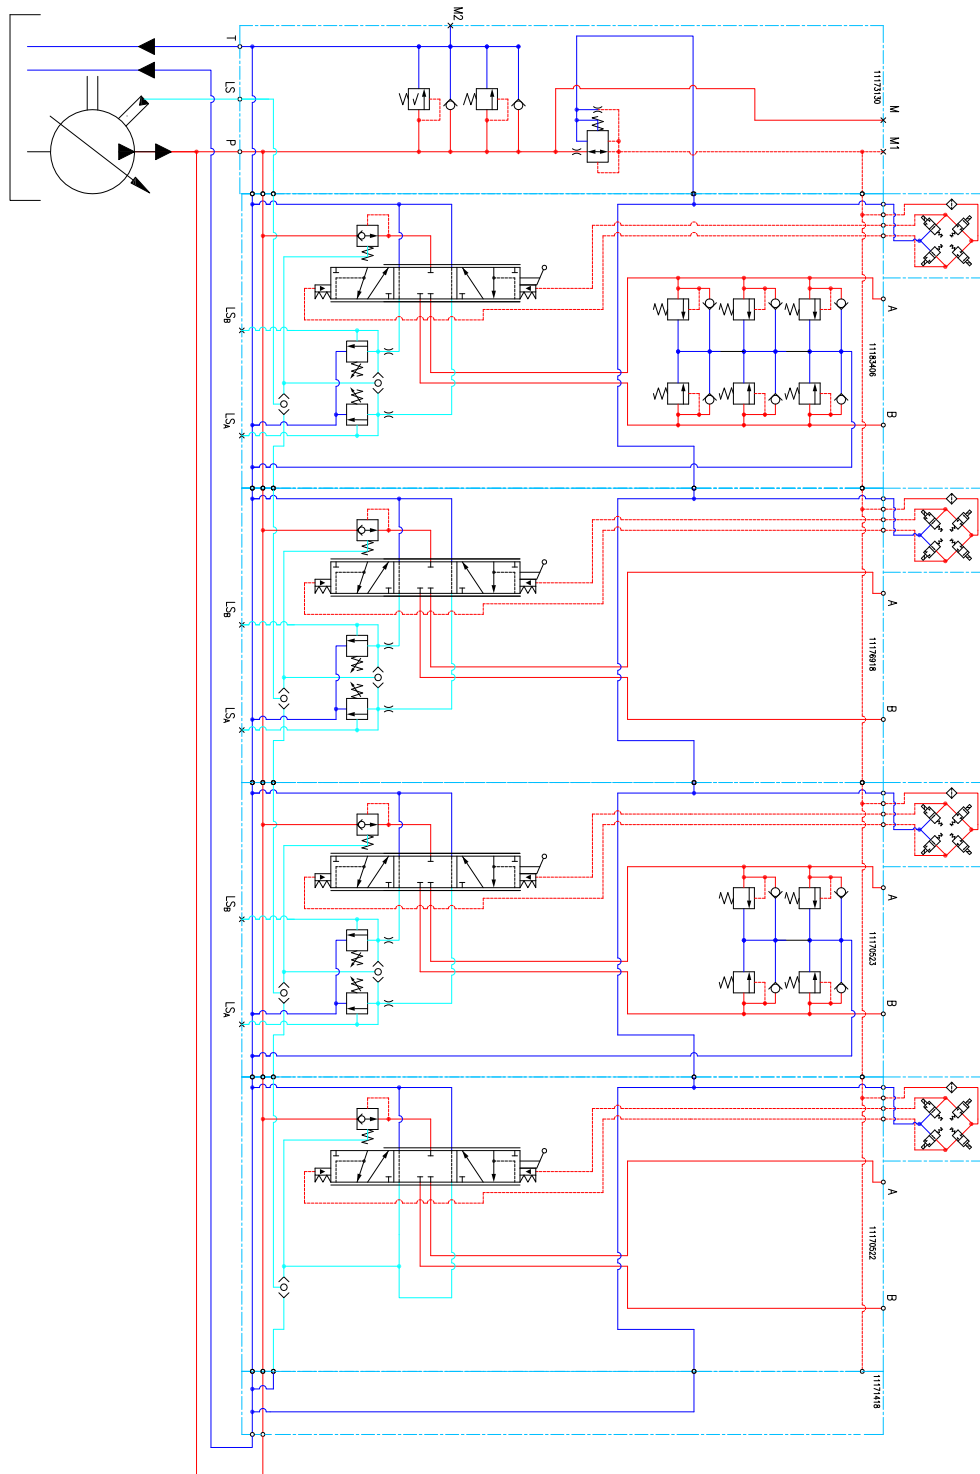 M2
T
LS
P
11173130
M
M1
LSB
LSA
A
11183406
B
LSB
LSA
A
11176918
B
LSB
LSA
A
11170523
B
A
11170522
B
11171418